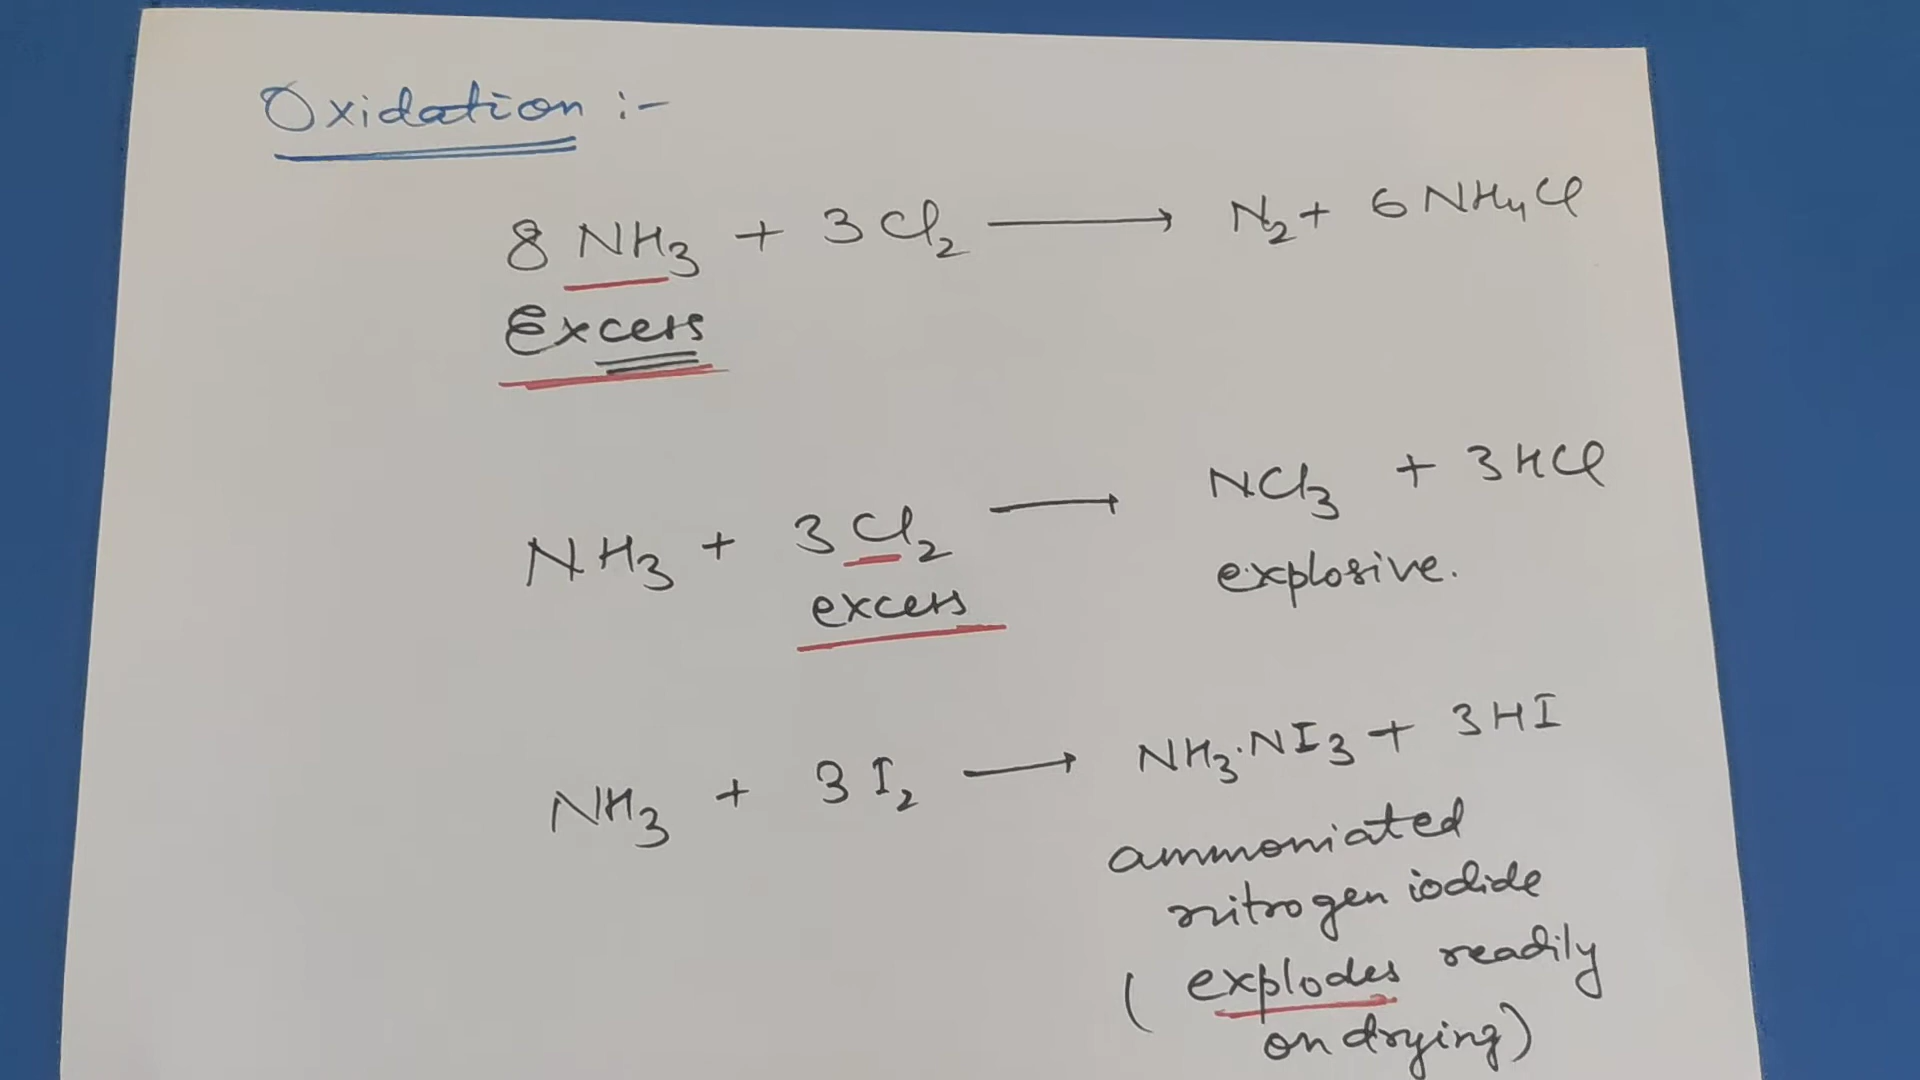 Oxidation :-
8 NH₃ + 3 Cl₂ ⟶ N₂ + 6 NH₄Cl
Excess
NH₃ + 3 Cl₂ ⟶ NCl₃ + 3 HCl
excess explosive.
NH₃ + 3 I₂ ⟶ NH₃·NI₃ + 3 HI
ammoniated
nitrogen iodide
( explodes readily
on drying)